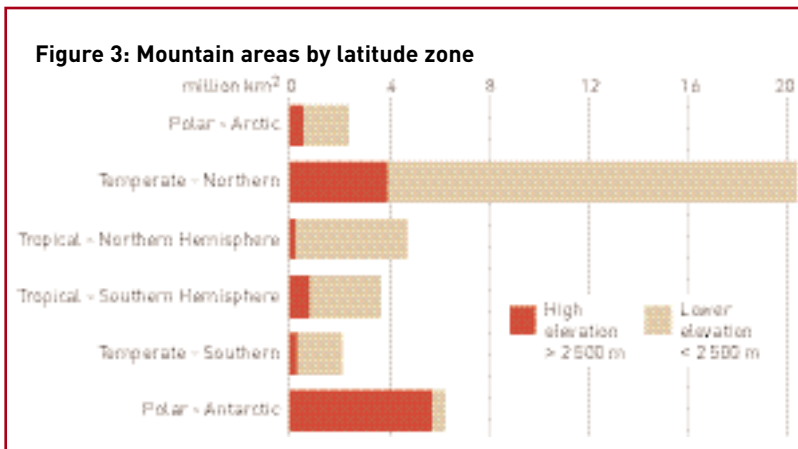 Figure 3: Mountain areas by latitude zone
million km² 0 4 8 12 16 20
Polar - Arctic
Temperate - Northern
Tropical - Northern Hemisphere
Tropical - Southern Hemisphere
Temperate - Southern
Polar - Antarctic
High
elevation
> 2 500 m
Lower
elevation
< 2 500 m